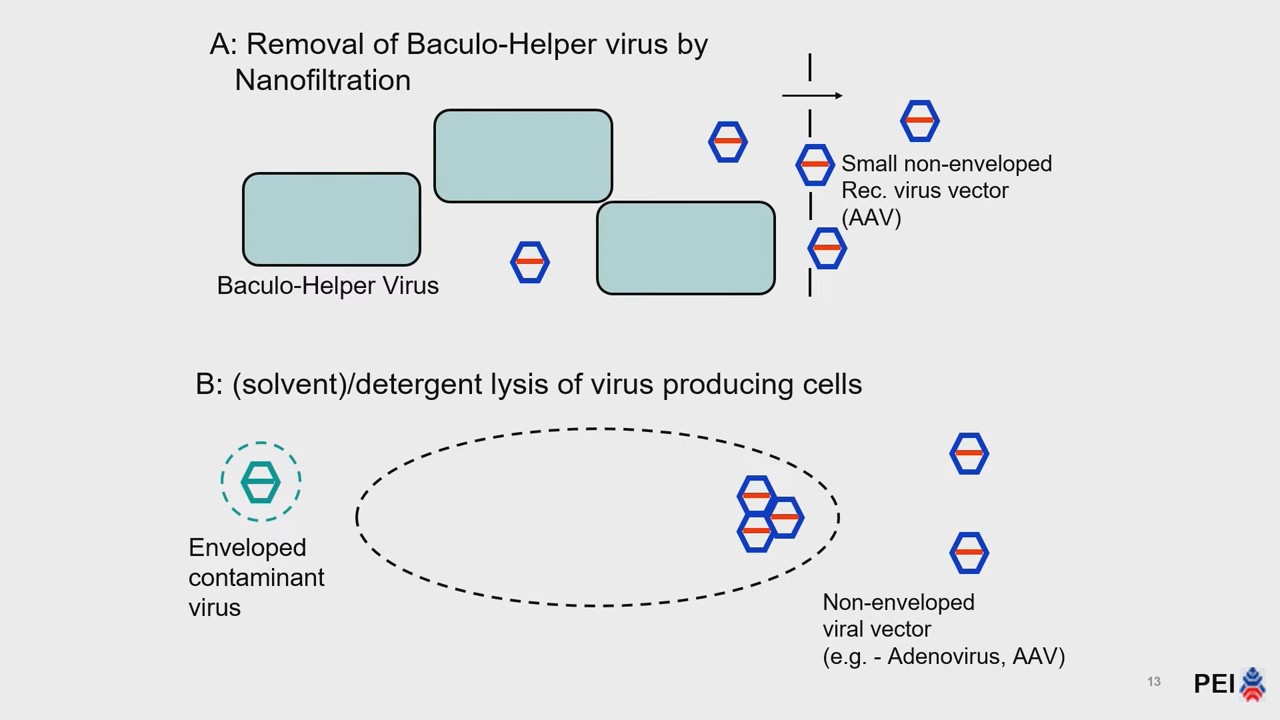 A: Removal of Baculo-Helper virus by
Nanofiltration
Small non-enveloped
Rec. virus vector
(AAV)
Baculo-Helper Virus
B: (solvent)/detergent lysis of virus producing cells
Enveloped
contaminant
virus
Non-enveloped
viral vector
(e.g. - Adenovirus, AAV)
13
PEI